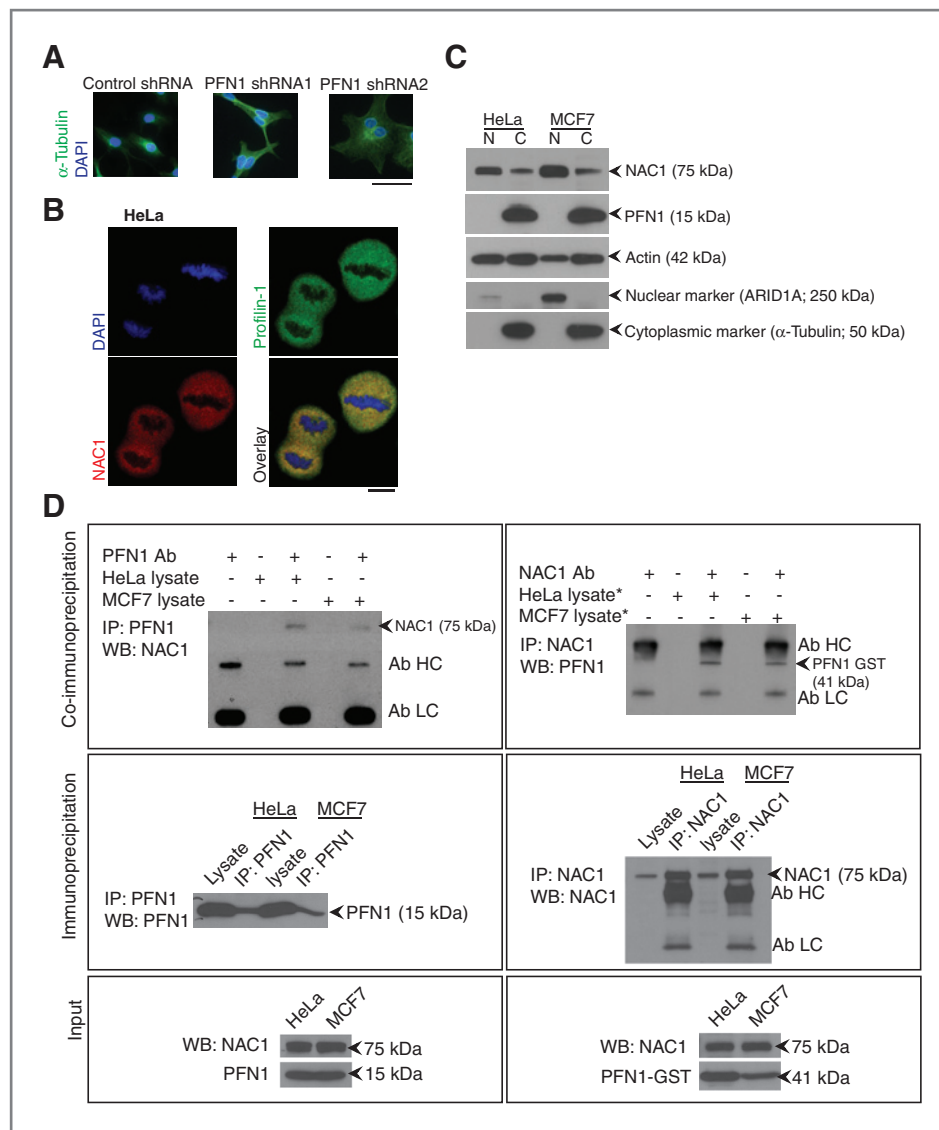 A
Control shRNA PFN1 shRNA1 PFN1 shRNA2
α-Tubulin
DAPI
B
HeLa
DAPI
Profilin-1
NAC1
Overlay
C
HeLa MCF7
N C N C
NAC1 (75 kDa)
PFN1 (15 kDa)
Actin (42 kDa)
Nuclear marker (ARID1A; 250 kDa)
Cytoplasmic marker (α-Tubulin; 50 kDa)
D
Co-immunoprecipitation
PFN1 Ab + - + - +
HeLa lysate - + + - -
MCF7 lysate - - - + +
IP: PFN1
WB: NAC1
NAC1 (75 kDa)
Ab HC
Ab LC
NAC1 Ab + - + - +
HeLa lysate* - + + - -
MCF7 lysate* - - - + +
IP: NAC1
WB: PFN1
Ab HC
PFN1 GST
(41 kDa)
Ab LC
Immunoprecipitation
HeLa MCF7
Lysate IP: PFN1 lysate IP: PFN1
IP: PFN1
WB: PFN1
PFN1 (15 kDa)
HeLa MCF7
Lysate IP: NAC1 lysate IP: NAC1
IP: NAC1
WB: NAC1
NAC1 (75 kDa)
Ab HC
Ab LC
Input
HeLa MCF7
WB: NAC1 75 kDa
PFN1 15 kDa
HeLa MCF7
WB: NAC1 75 kDa
PFN1-GST 41 kDa